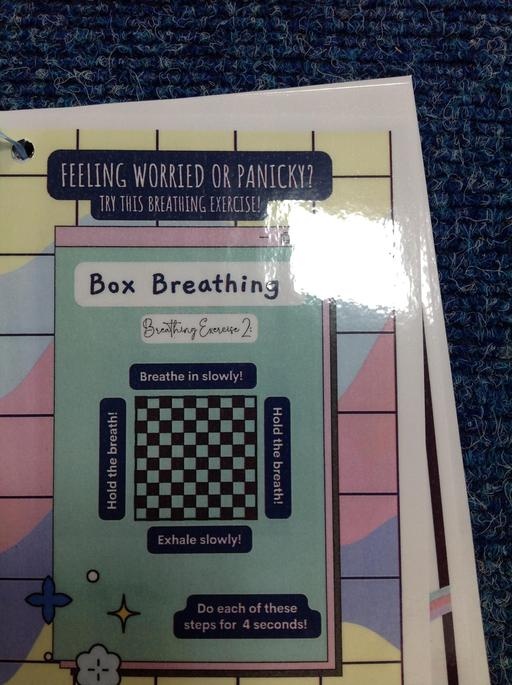 FEELING WORRIED OR PANICKY?
TRY THIS BREATHING EXERCISE!
Box Breathing
Breathing Exercise 2:
Breathe in slowly!
Hold the breath!
Hold the breath!
Exhale slowly!
Do each of these
steps for 4 seconds!